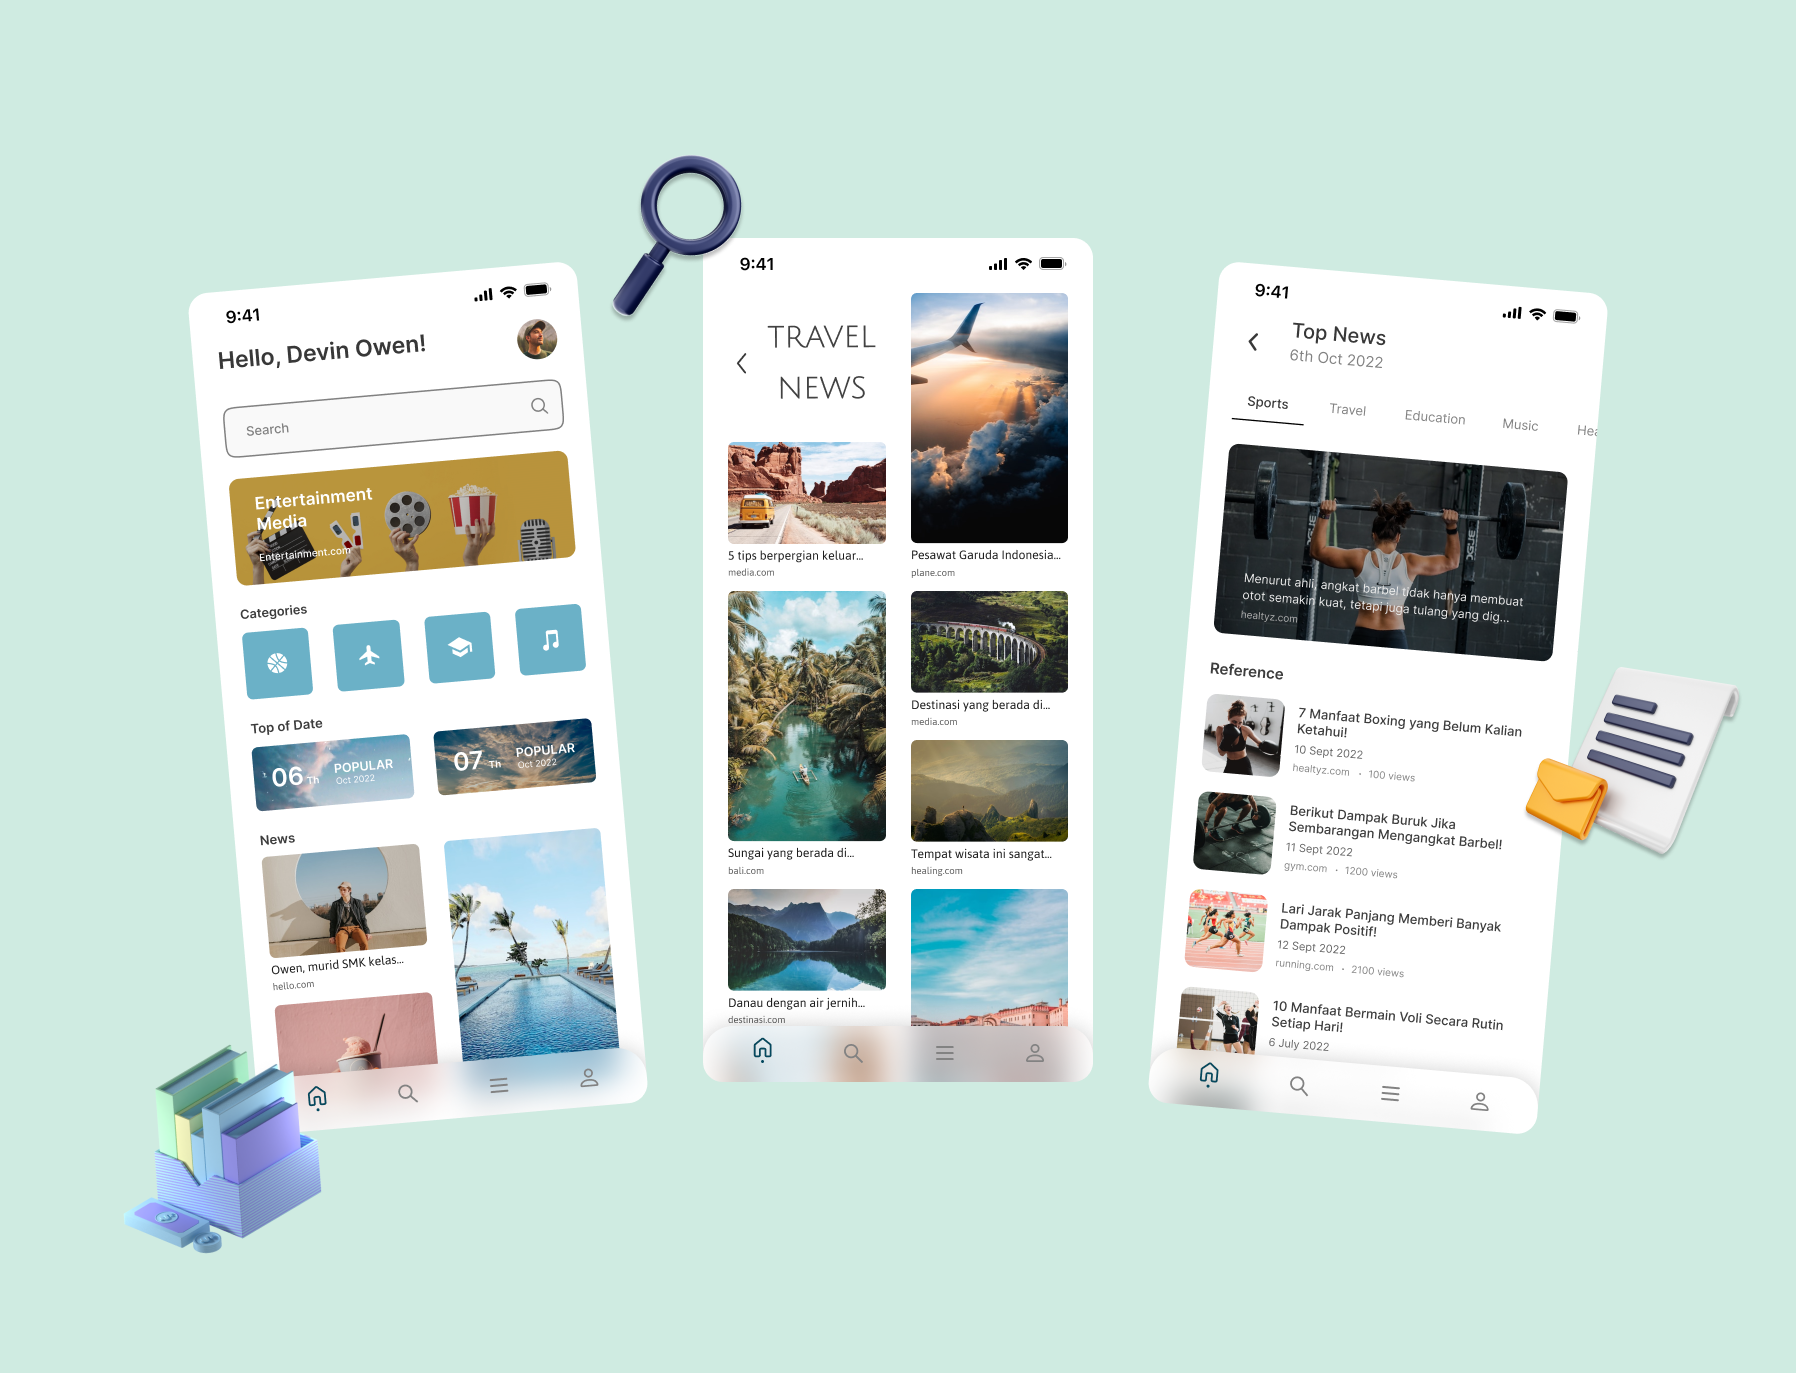 9:41
Hello, Devin Owen!
Search
Entertainment
Media
Entertainment.com
Categories
Top of Date
06 Th
POPULAR
Oct 2022
07 Th
POPULAR
Oct 2022
News
Owen, murid SMK kelas...
hello.com
9:41
TRAVEL
NEWS
5 tips berpergian keluar...
media.com
Pesawat Garuda Indonesia...
plane.com
Sungai yang berada di...
bali.com
Destinasi yang berada di...
media.com
Tempat wisata ini sangat...
healing.com
Danau dengan air jernih...
destinasi.com
9:41
Top News
6th Oct 2022
Sports Travel Education Music Hea
Menurut ahli, angkat barbel tidak hanya membuat
otot semakin kuat, tetapi juga tulang yang dig...
healtyz.com
Reference
7 Manfaat Boxing yang Belum Kalian
Ketahui!
10 Sept 2022
healtyz.com • 100 views
Berikut Dampak Buruk Jika
Sembarangan Mengangkat Barbel!
11 Sept 2022
gym.com • 1200 views
Lari Jarak Panjang Memberi Banyak
Dampak Positif!
12 Sept 2022
running.com • 2100 views
10 Manfaat Bermain Voli Secara Rutin
Setiap Hari!
6 July 2022